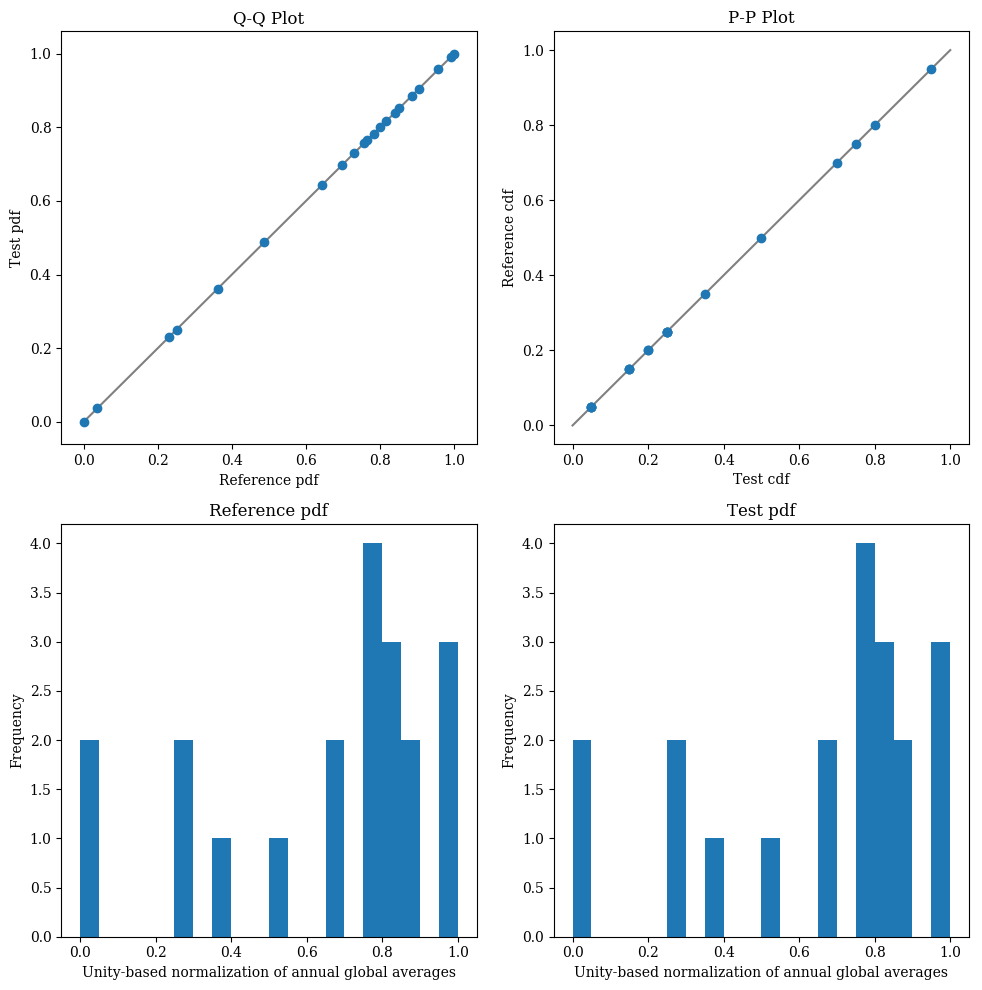 Q-Q Plot
Test pdf
1.0
0.8
0.6
0.4
0.2
0.0
0.0 0.2 0.4 0.6 0.8 1.0
Reference pdf
P-P Plot
Reference cdf
1.0
0.8
0.6
0.4
0.2
0.0
0.0 0.2 0.4 0.6 0.8 1.0
Test cdf
Reference pdf
Frequency
4.0
3.5
3.0
2.5
2.0
1.5
1.0
0.5
0.0
0.0 0.2 0.4 0.6 0.8 1.0
Unity-based normalization of annual global averages
Test pdf
Frequency
4.0
3.5
3.0
2.5
2.0
1.5
1.0
0.5
0.0
0.0 0.2 0.4 0.6 0.8 1.0
Unity-based normalization of annual global averages